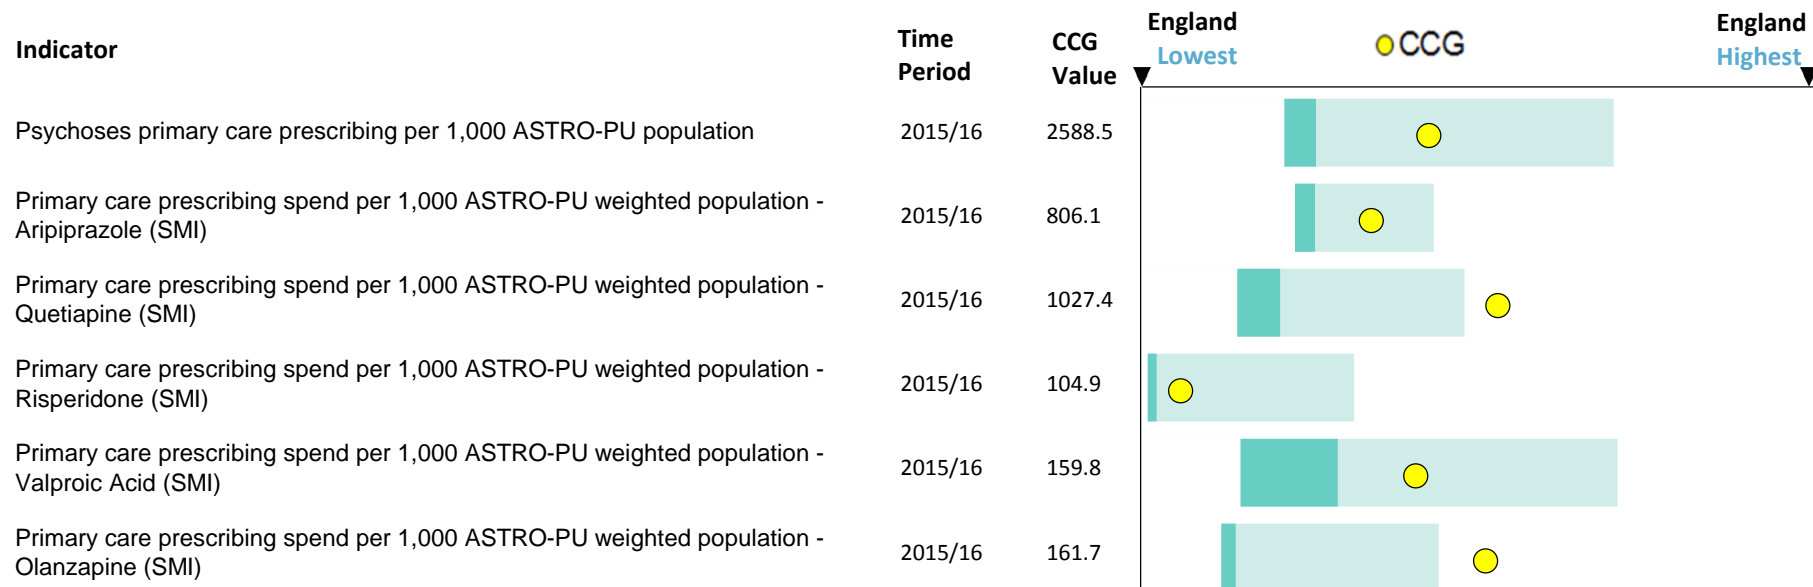 Indicator
Time Period
CCG Value
England Lowest
CCG
England Highest
Psychoses primary care prescribing per 1,000 ASTRO-PU population
2015/16
2588.5
Primary care prescribing spend per 1,000 ASTRO-PU weighted population -
Aripiprazole (SMI)
2015/16
806.1
Primary care prescribing spend per 1,000 ASTRO-PU weighted population -
Quetiapine (SMI)
2015/16
1027.4
Primary care prescribing spend per 1,000 ASTRO-PU weighted population -
Risperidone (SMI)
2015/16
104.9
Primary care prescribing spend per 1,000 ASTRO-PU weighted population -
Valproic Acid (SMI)
2015/16
159.8
Primary care prescribing spend per 1,000 ASTRO-PU weighted population -
Olanzapine (SMI)
2015/16
161.7